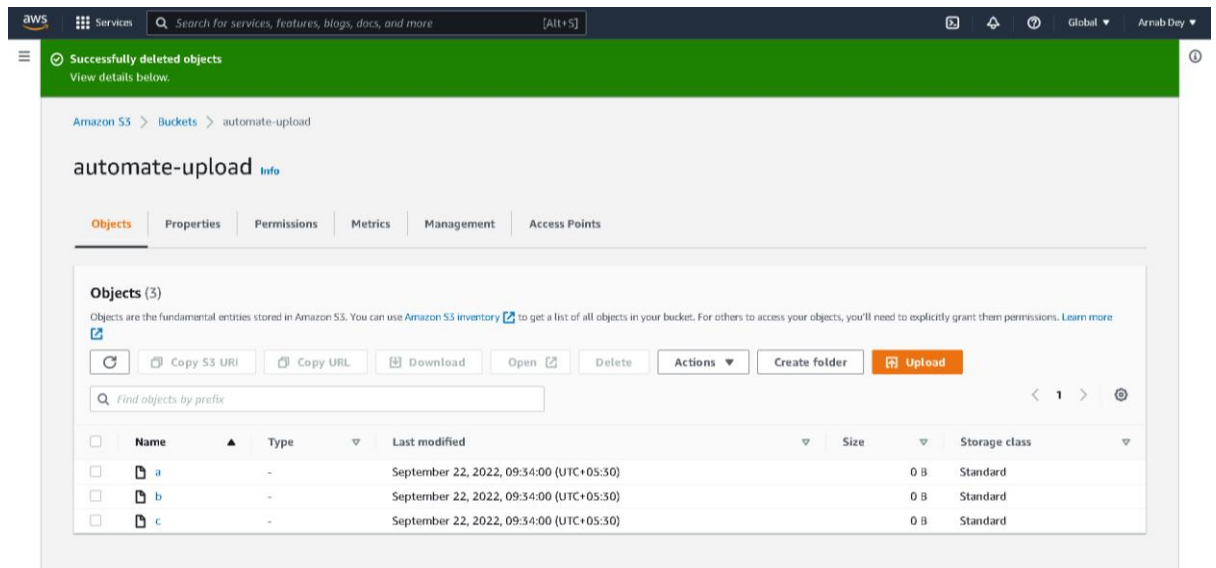 aws Services Search for services, features, blogs, docs, and more [Alt+S] Global Arnab Dey
Successfully deleted objects
View details below.
Amazon S3 > Buckets > automate-upload
automate-upload Info
Objects Properties Permissions Metrics Management Access Points
Objects (3)
Objects are the fundamental entities stored in Amazon S3. You can use Amazon S3 inventory to get a list of all objects in your bucket. For others to access your objects, you'll need to explicitly grant them permissions. Learn more
Copy S3 URI Copy URL Download Open Delete Actions Create folder Upload
Find objects by prefix < 1 >
Name Type Last modified Size Storage class
a - September 22, 2022, 09:34:00 (UTC+05:30) 0 B Standard
b - September 22, 2022, 09:34:00 (UTC+05:30) 0 B Standard
c - September 22, 2022, 09:34:00 (UTC+05:30) 0 B Standard